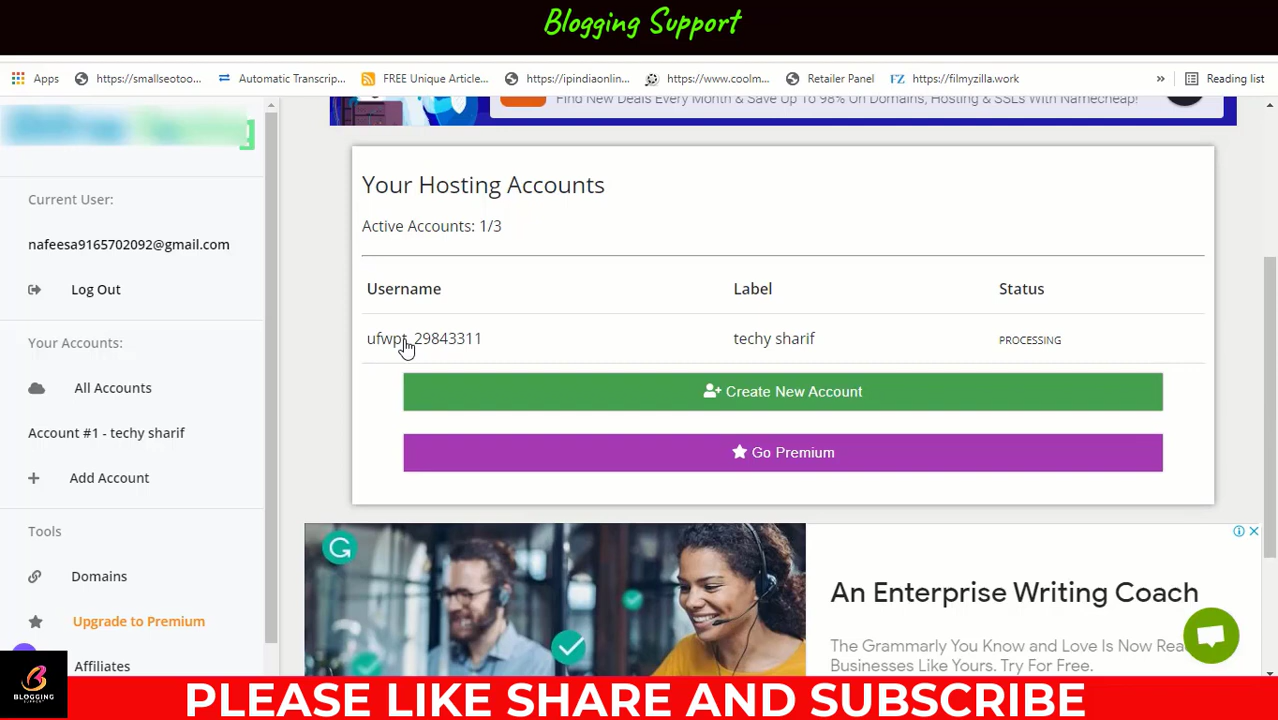 Blogging Support
Apps https://smallseotoo... Automatic Transcrip... FREE Unique Article... https://ipindiaonlin... https://www.coolm... Retailer Panel FZ https://filmyzilla.work » Reading list
Find New Deals Every Month & Save Up To 98% On Domains, Hosting & SSLs With Namecheap!
Current User:
nafeesa9165702092@gmail.com
Log Out
Your Accounts:
All Accounts
Account #1 - techy sharif
Add Account
Tools
Domains
Upgrade to Premium
Affiliates
Your Hosting Accounts
Active Accounts: 1/3
Username Label Status
ufwpt_29843311 techy sharif PROCESSING
Create New Account
Go Premium
An Enterprise Writing Coach
The Grammarly You Know and Love Is Now
Businesses Like Yours. Try For Free.
BLOGGING
SUPPORT
PLEASE LIKE SHARE AND SUBSCRIBE